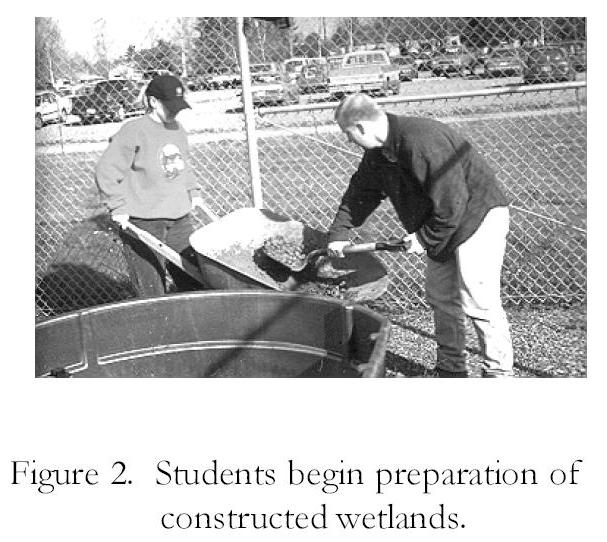 Figure 2. Students begin preparation of
constructed wetlands.